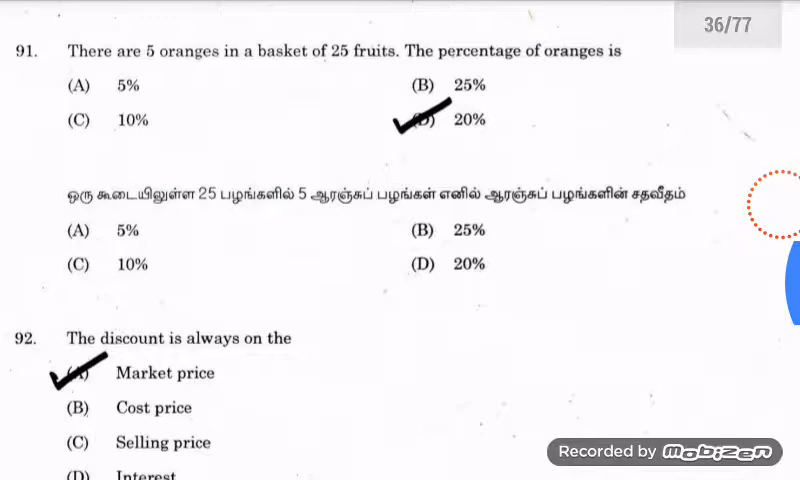 36/77
91. There are 5 oranges in a basket of 25 fruits. The percentage of oranges is
(A) 5% (B) 25%
(C) 10% (D) 20%
ஒரு கூடையிலுள்ள 25 பழங்களில் 5 ஆரஞ்சுப் பழங்கள் எனில் ஆரஞ்சுப் பழங்களின் சதவீதம்
(A) 5% (B) 25%
(C) 10% (D) 20%
92. The discount is always on the
(A) Market price
(B) Cost price
(C) Selling price
(D) Interest
Recorded by mobizen